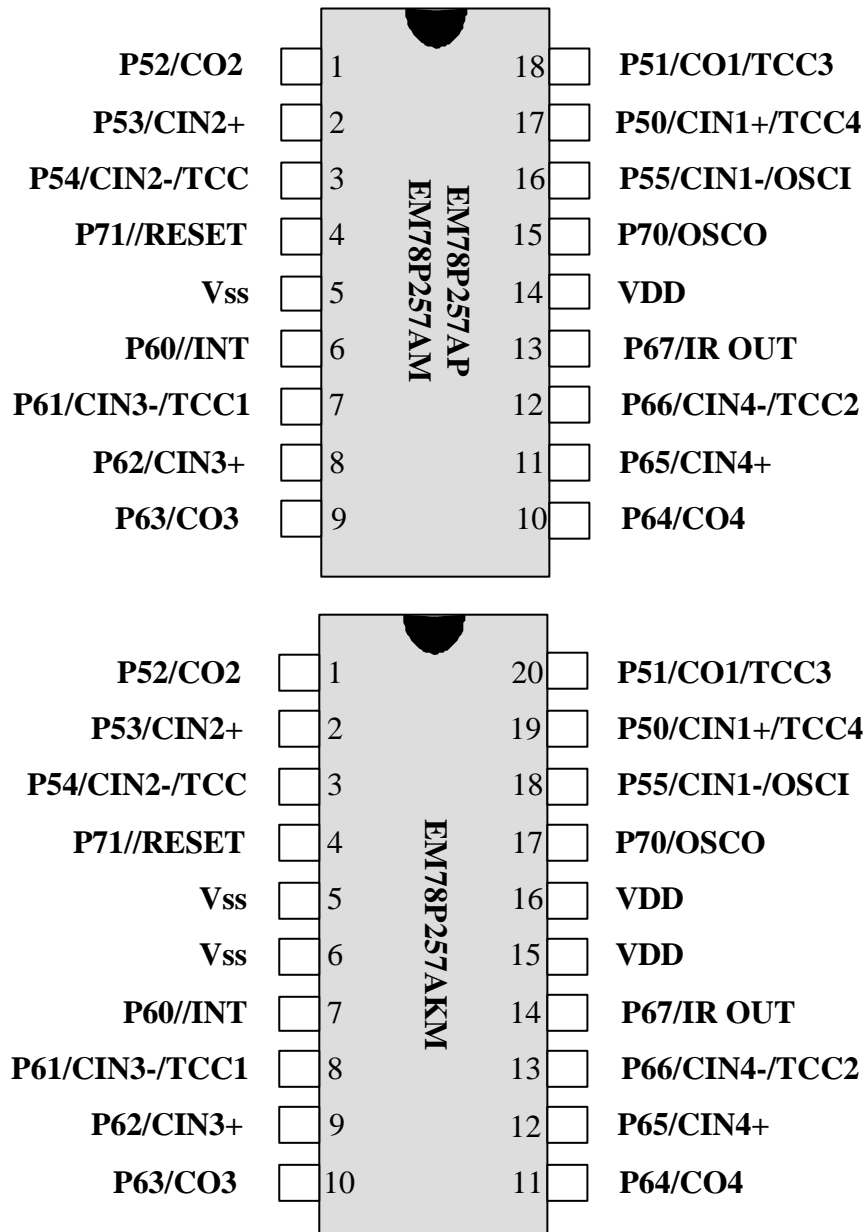 P52/CO2 1 18 P51/CO1/TCC3
P53/CIN2+ 2 17 P50/CIN1+/TCC4
P54/CIN2-/TCC 3 16 P55/CIN1-/OSCI
P71//RESET 4 15 P70/OSCO
Vss 5 14 VDD
P60//INT 6 13 P67/IR OUT
P61/CIN3-/TCC1 7 12 P66/CIN4-/TCC2
P62/CIN3+ 8 11 P65/CIN4+
P63/CO3 9 10 P64/CO4
EM78P257AP
EM78P257AM
P52/CO2 1 20 P51/CO1/TCC3
P53/CIN2+ 2 19 P50/CIN1+/TCC4
P54/CIN2-/TCC 3 18 P55/CIN1-/OSCI
P71//RESET 4 17 P70/OSCO
Vss 5 16 VDD
Vss 6 15 VDD
P60//INT 7 14 P67/IR OUT
P61/CIN3-/TCC1 8 13 P66/CIN4-/TCC2
P62/CIN3+ 9 12 P65/CIN4+
P63/CO3 10 11 P64/CO4
EM78P257AKM